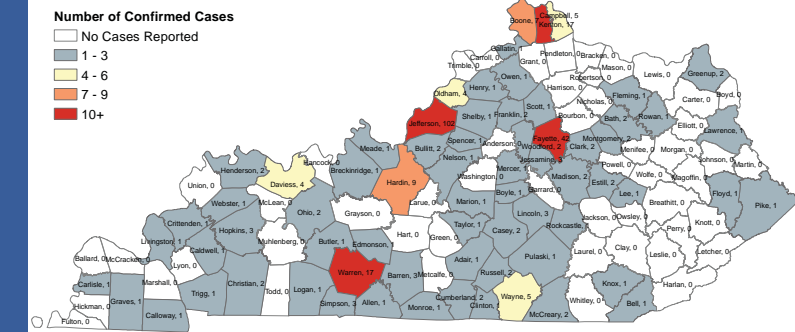 Number of Confirmed Cases
No Cases Reported
1 - 3
4 - 6
7 - 9
10+
Boone, 7
Campbell, 5
Kenton, 17
Gallatin, 1
Carroll, 0
Trimble, 0
Grant, 0
Pendleton, 0
Bracken, 0
Mason, 0
Robertson, 0
Lewis, 0
Greenup, 2
Boyd, 0
Carter, 0
Owen, 1
Harrison, 0
Nicholas, 0
Fleming, 1
Rowan, 1
Elliott, 0
Lawrence, 1
Oldham, 4
Henry, 1
Jefferson, 102
Shelby, 1
Franklin, 2
Scott, 1
Bourbon, 0
Bath, 2
Fayette, 42
Woodford, 2
Clark, 2
Montgomery, 2
Menifee, 0
Morgan, 0
Johnson, 0
Martin, 0
Spencer, 1
Anderson, 0
Bullitt, 2
Meade, 1
Nelson, 1
Jessamine, 3
Mercer, 1
Madison, 2
Powell, 0
Wolfe, 0
Magoffin, 0
Estill, 2
Lee, 1
Floyd, 1
Pike, 1
Breckinridge, 1
Hancock, 0
Henderson, 2
Daviess, 4
Union, 0
Hardin, 9
Washington, 0
Boyle, 1
Garrard, 0
Larue, 0
Marion, 1
Lincoln, 3
Rockcastle, 0
Jackson, 0
Owsley, 0
Breathitt, 0
Perry, 0
Knott, 0
Letcher, 0
Webster, 1
McLean, 0
Ohio, 2
Grayson, 0
Hart, 0
Green, 0
Taylor, 1
Casey, 2
Crittenden, 1
Livingston, 1
Caldwell, 1
Hopkins, 3
Muhlenberg, 0
Butler, 1
Edmonson, 1
Adair, 1
Russell, 2
Pulaski, 1
Laurel, 0
Clay, 0
Leslie, 0
Ballard, 0
McCracken, 0
Lyon, 0
Marshall, 0
Carlisle, 1
Graves, 1
Hickman, 0
Fulton, 0
Calloway, 1
Trigg, 1
Christian, 2
Todd, 0
Logan, 1
Warren, 17
Simpson, 3
Allen, 1
Barren, 3
Metcalfe, 0
Monroe, 1
Cumberland, 2
Clinton, 1
Wayne, 5
McCreary, 2
Whitley, 0
Knox, 1
Bell, 1
Harlan, 0